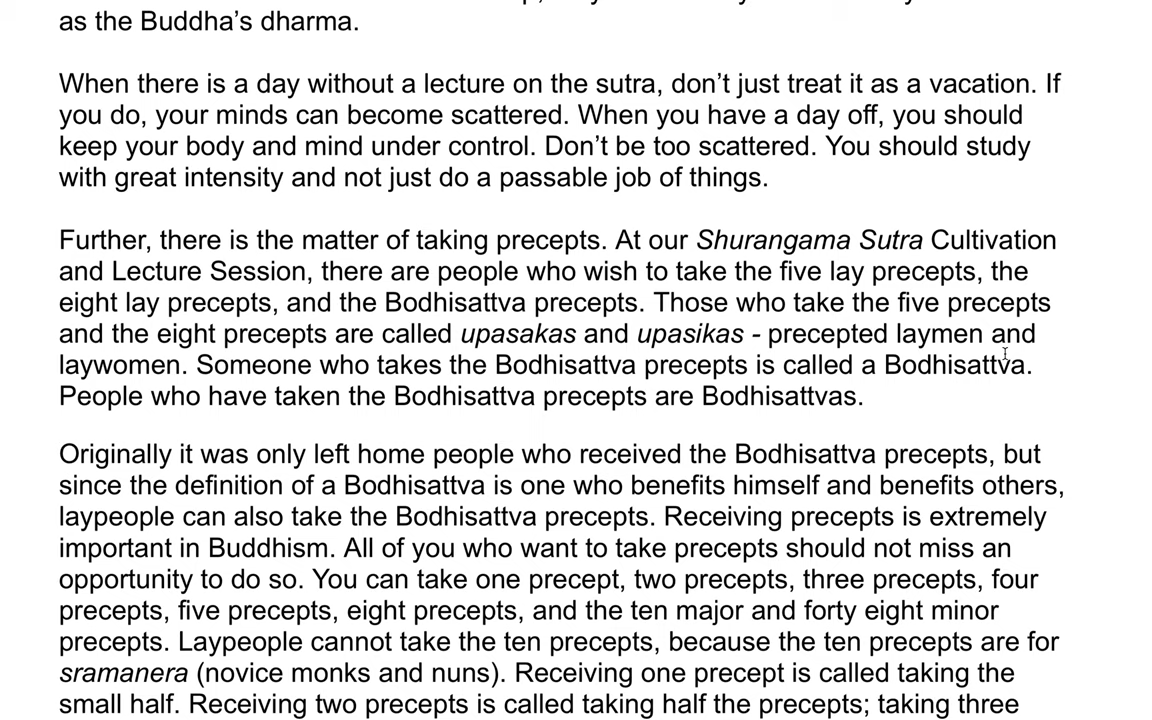 as the Buddha’s dharma.
When there is a day without a lecture on the sutra, don’t just treat it as a vacation. If
you do, your minds can become scattered. When you have a day off, you should
keep your body and mind under control. Don’t be too scattered. You should study
with great intensity and not just do a passable job of things.
Further, there is the matter of taking precepts. At our Shurangama Sutra Cultivation
and Lecture Session, there are people who wish to take the five lay precepts, the
eight lay precepts, and the Bodhisattva precepts. Those who take the five precepts
and the eight precepts are called upasakas and upasikas - precepted laymen and
laywomen. Someone who takes the Bodhisattva precepts is called a Bodhisattva.
People who have taken the Bodhisattva precepts are Bodhisattvas.
Originally it was only left home people who received the Bodhisattva precepts, but
since the definition of a Bodhisattva is one who benefits himself and benefits others,
laypeople can also take the Bodhisattva precepts. Receiving precepts is extremely
important in Buddhism. All of you who want to take precepts should not miss an
opportunity to do so. You can take one precept, two precepts, three precepts, four
precepts, five precepts, eight precepts, and the ten major and forty eight minor
precepts. Laypeople cannot take the ten precepts, because the ten precepts are for
sramanera (novice monks and nuns). Receiving one precept is called taking the
small half. Receiving two precepts is called taking half the precepts; taking three